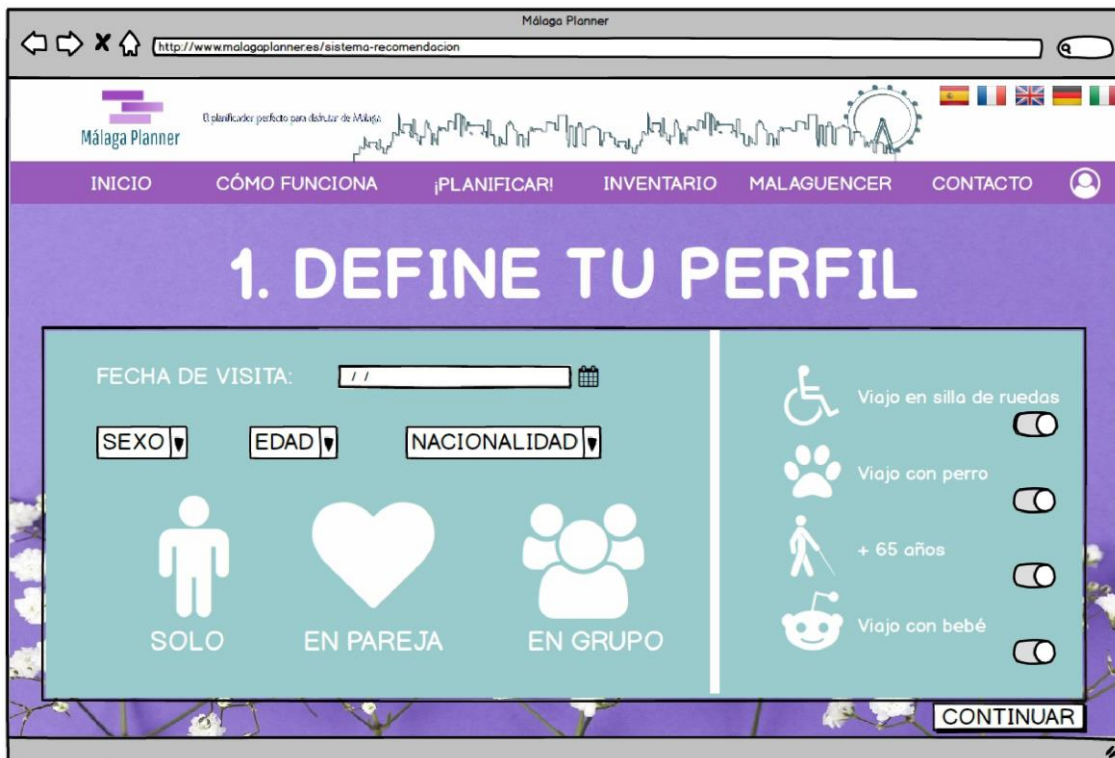 Málaga Planner
http://www.malagaplanner.es/sistema-recomendacion
Málaga Planner
El planificador perfecto para disfrutar de Málaga
INICIO CÓMO FUNCIONA ¡PLANIFICAR! INVENTARIO MALAGUENCER CONTACTO
1. DEFINE TU PERFIL
FECHA DE VISITA: / /
SEXO EDAD NACIONALIDAD
SOLO EN PAREJA EN GRUPO
Viajo en silla de ruedas
Viajo con perro
+ 65 años
Viajo con bebé
CONTINUAR